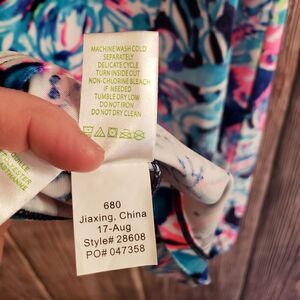 MACHINE WASH COLD
SEPARATELY
DELICATE CYCLE
TURN INSIDE OUT
NON-CHLORINE BLEACH
IF NEEDED
TUMBLE DRY LOW
DO NOT IRON
DO NOT DRY CLEAN
680
Jiaxing, China
17-Aug
Style# 28608
PO# 047358